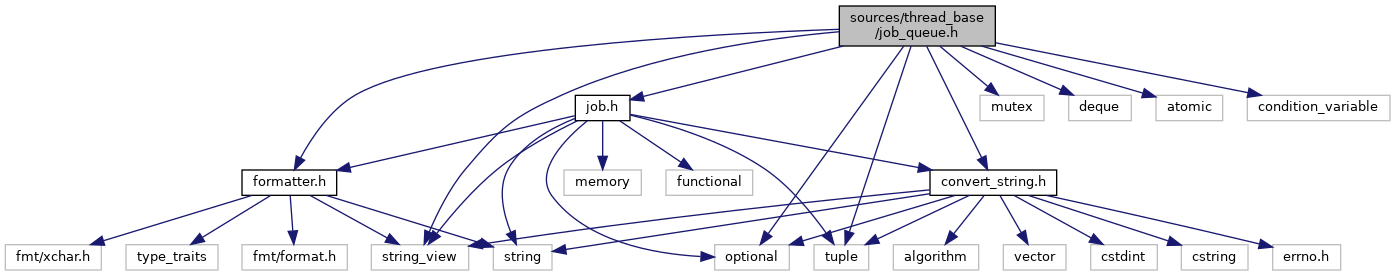 sources/thread_base
/job_queue.h
job.h
mutex
deque
atomic
condition_variable
formatter.h
memory
functional
convert_string.h
fmt/xchar.h
type_traits
fmt/format.h
string_view
string
optional
tuple
algorithm
vector
cstdint
cstring
errno.h